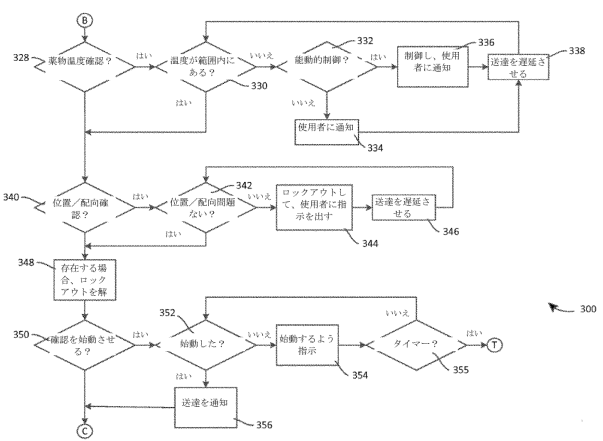 B
328
薬物温度確認？
はい
温度が範囲内に
ある？
330
いいえ
332
能動的制御？
はい
336
制御し、使用
者に通知
338
送達を遅延さ
せる
はい
いいえ
使用者に通知
334
340
位置／配向確
認？
はい
342
位置／配向問題
ない？
いいえ
ロックアウトし
て、使用者に指
示を出す
344
送達を遅延さ
せる
346
はい
348
存在する場
合、ロック
アウトを解
300
350
確認を始動させ
る？
はい
352
始動した？
いいえ
始動するよう
指示
354
いいえ
タイマー？
355
はい
T
はい
送達を通知
356
C